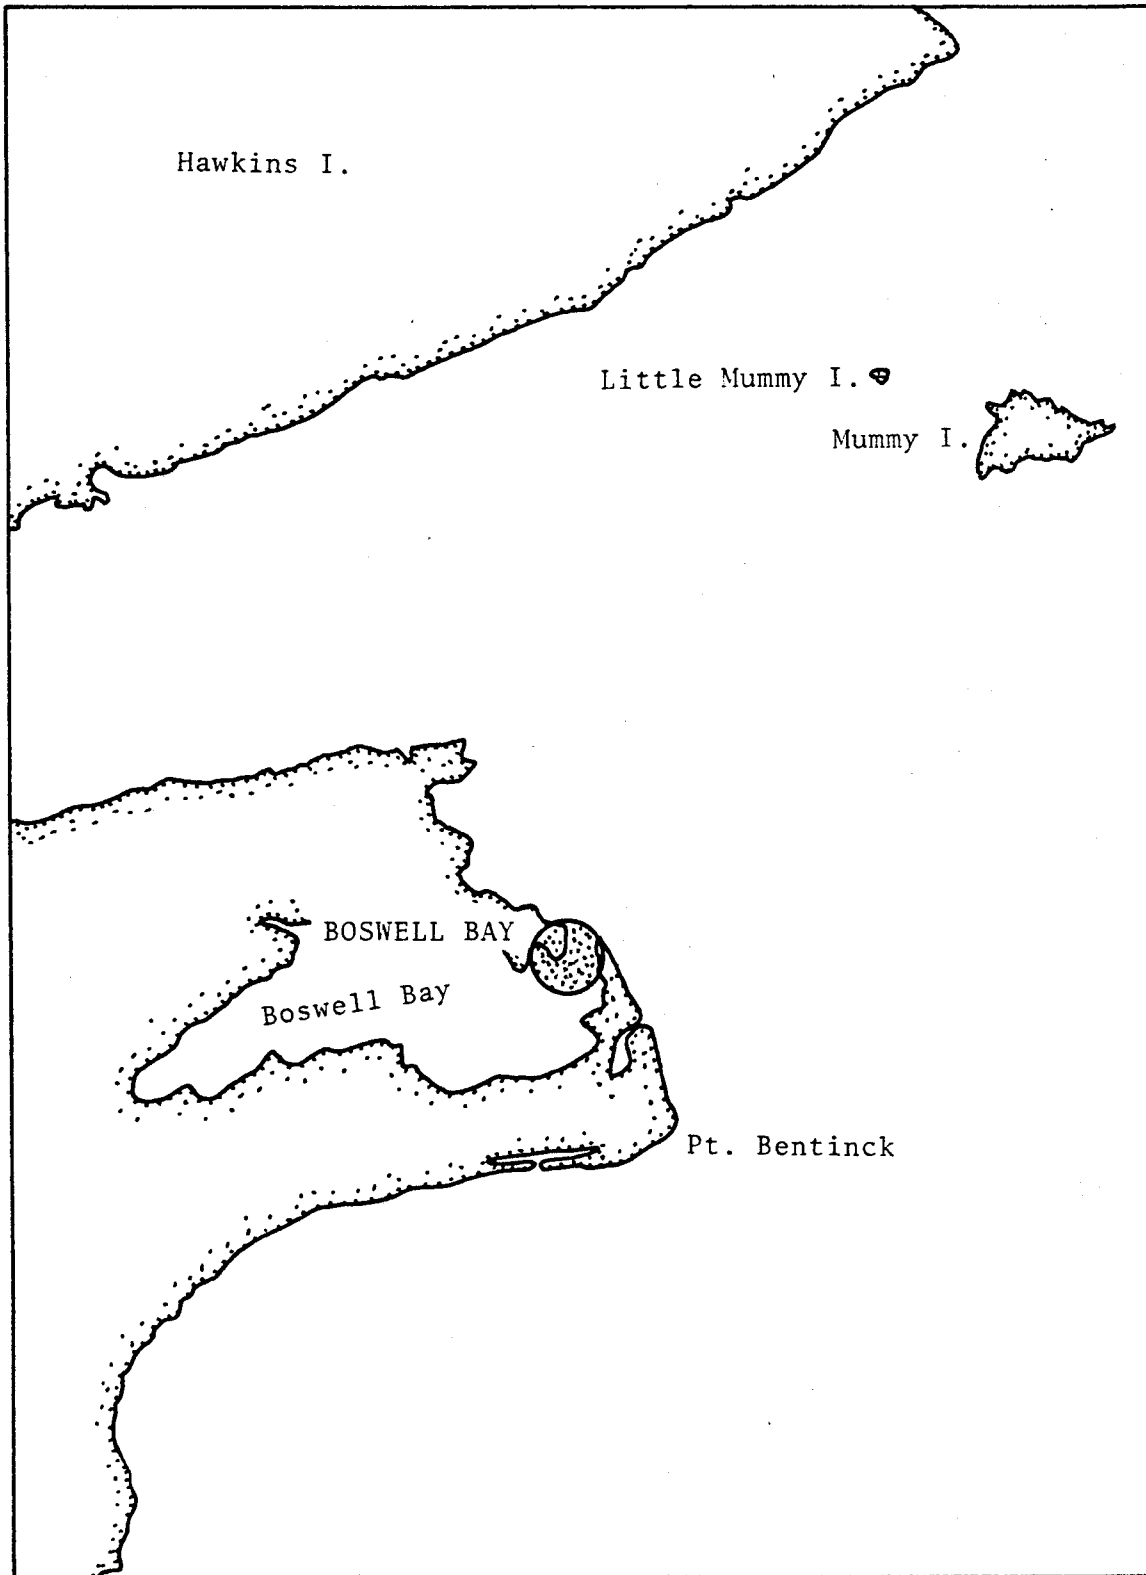 Hawkins I.
Little Mummy I.
Mummy I.
BOSWELL BAY
Boswell Bay
Pt. Bentinck